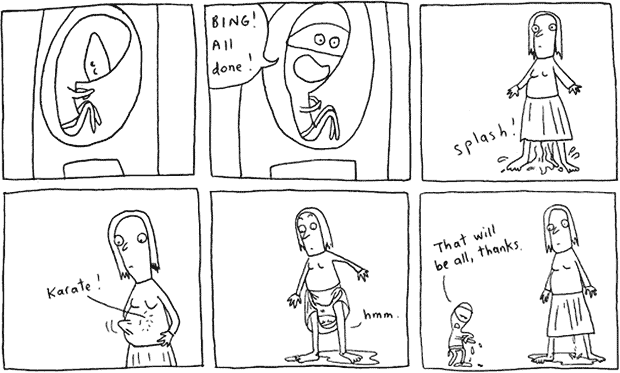 BING!
All
done!
splash!
Karate!
hmm.
That will
be all, thanks.